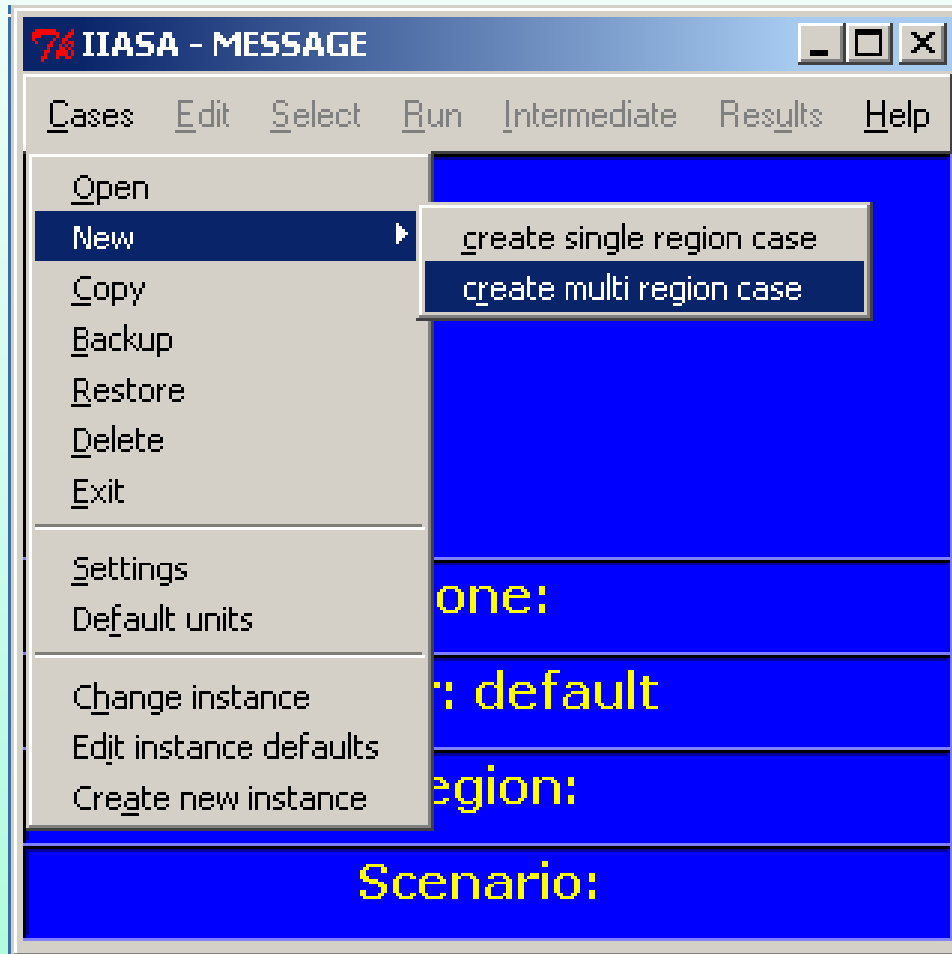 IIASA - MESSAGE
Cases Edit Select Run Intermediate Results Help
Open
New
create single region case
Copy
create multi region case
Backup
Restore
Delete
Exit
Settings
Default units
one:
Change instance
: default
Edit instance defaults
Create new instance
egion:
Scenario: